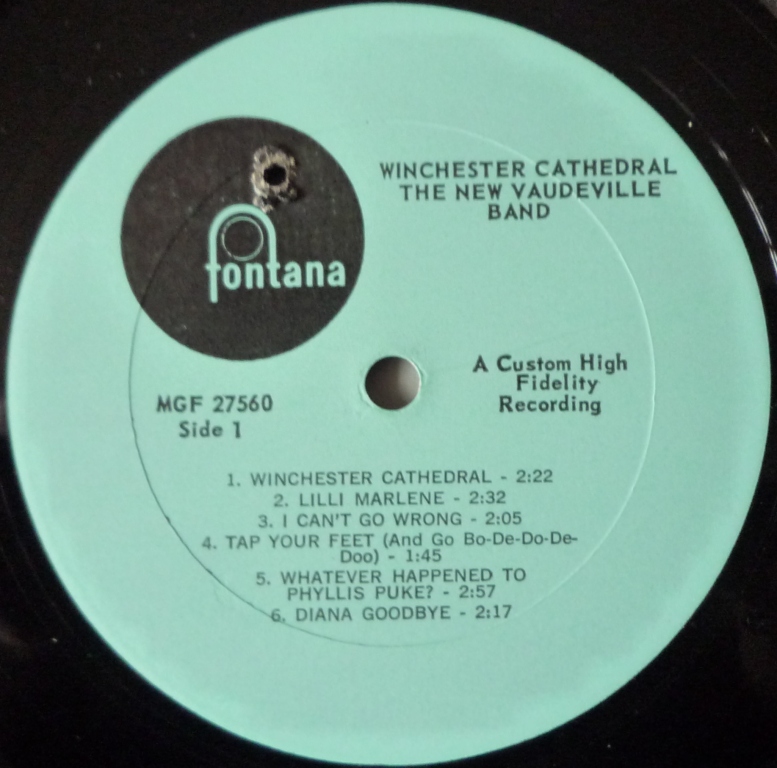 WINCHESTER CATHEDRAL
THE NEW VAUDEVILLE
BAND
fontana
A Custom High
Fidelity
Recording
MGF 27560
Side 1
1. WINCHESTER CATHEDRAL - 2:22
2. LILLI MARLENE - 2:32
3. I CAN'T GO WRONG - 2:05
4. TAP YOUR FEET (And Go Bo-De-Do-De-
Doo) - 1:45
5. WHATEVER HAPPENED TO
PHYLLIS PUKE? - 2:57
6. DIANA GOODBYE - 2:17